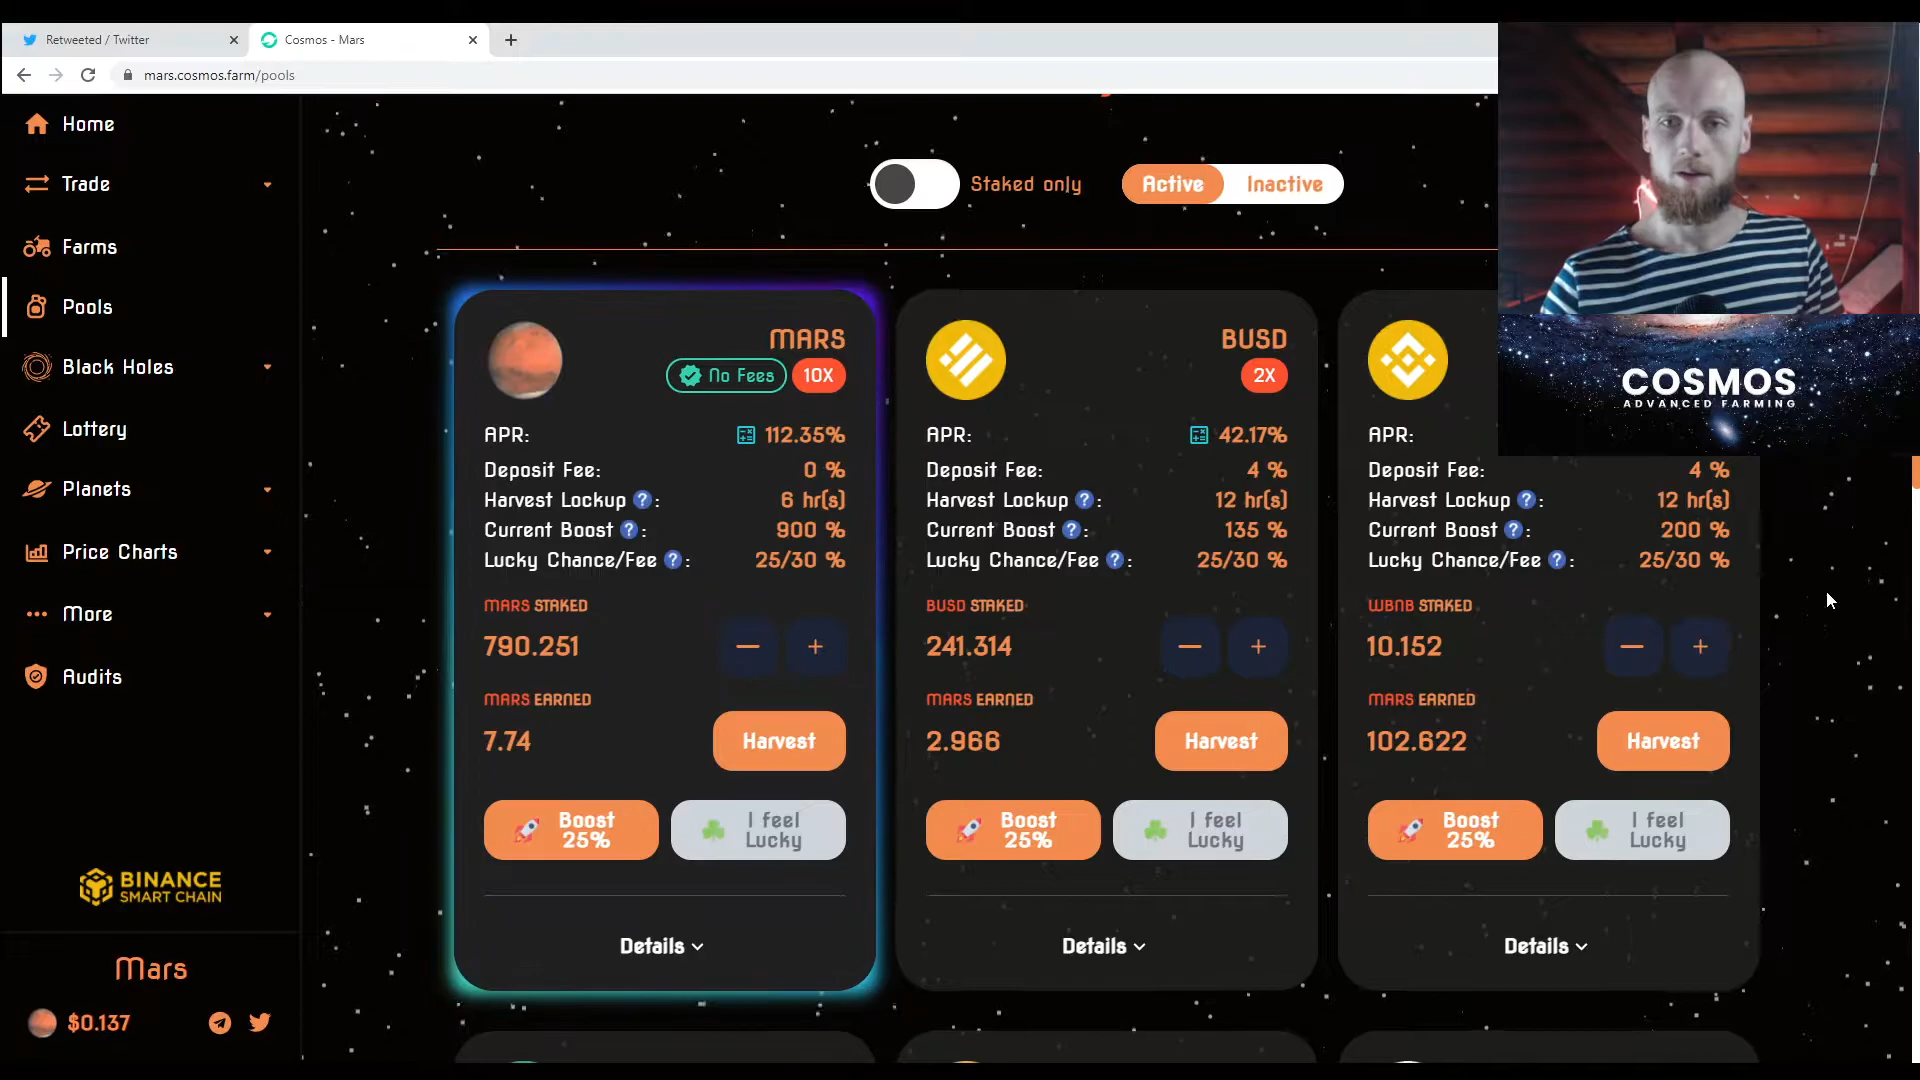 Retweeted / Twitter
Cosmos - Mars
mars.cosmos.farm/pools
Home
Trade
Farms
Pools
Black Holes
Lottery
Planets
Price Charts
More
Audits
BINANCE
SMART CHAIN
Mars
$0.137
Staked only
Active
Inactive
MARS
No Fees
10X
APR:
112.35%
Deposit Fee:
0 %
Harvest Lockup ?:
6 hr(s)
Current Boost ?:
900 %
Lucky Chance/Fee ?:
25/30 %
MARS STAKED
790.251
MARS EARNED
7.74
Harvest
Boost
25%
I feel
Lucky
Details
BUSD
2X
APR:
42.17%
Deposit Fee:
4 %
Harvest Lockup ?:
12 hr(s)
Current Boost ?:
135 %
Lucky Chance/Fee ?:
25/30 %
BUSD STAKED
241.314
MARS EARNED
2.966
Harvest
Boost
25%
I feel
Lucky
Details
APR:
Deposit Fee:
4 %
Harvest Lockup ?:
12 hr(s)
Current Boost ?:
200 %
Lucky Chance/Fee ?:
25/30 %
WBNB STAKED
10.152
MARS EARNED
102.622
Harvest
Boost
25%
I feel
Lucky
Details
COSMOS
ADVANCED FARMING